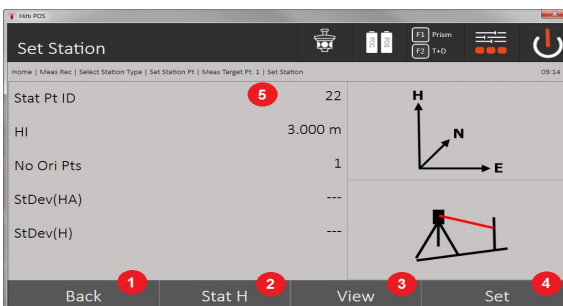 Hilti POS
Set Station
POC
POS
F1 Prism
F2 T+D
Home | Meas Rec | Select Station Type | Set Station Pt | Meas Target Pt. 1 | Set Station
09:14
Stat Pt ID 5 22
HI 3.000 m
No Ori Pts 1
StDev(HA) ---
StDev(H) ---
H
N
E
1 2 3 4
Back Stat H View Set